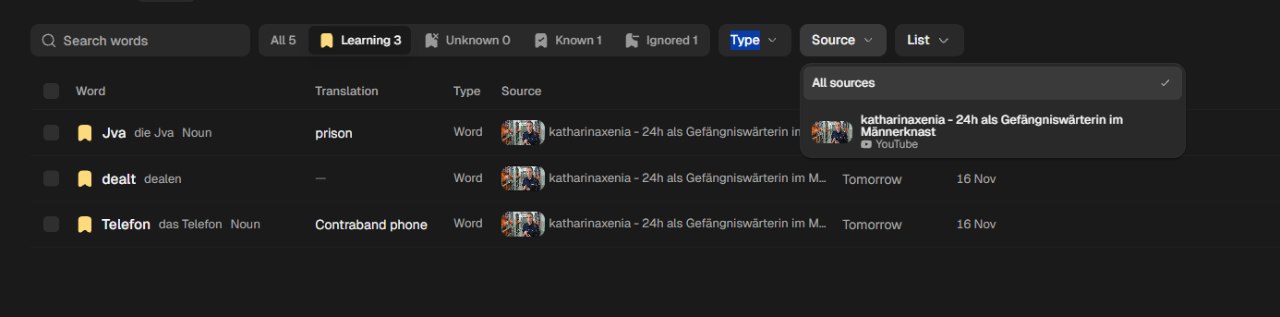 Search words All 5 Learning 3 Unknown 0 Known 1 Ignored 1 Type Source List
All sources
Word Translation Type Source
katharinaxenia - 24h als Gefängniswärterin im
Männerknast
YouTube
Jva die Jva Noun prison Word katharinaxenia - 24h als Gefängniswärterin in
dealt dealen — Word katharinaxenia - 24h als Gefängniswärterin im M... Tomorrow 16 Nov
Telefon das Telefon Noun Contraband phone Word katharinaxenia - 24h als Gefängniswärterin im M... Tomorrow 16 Nov